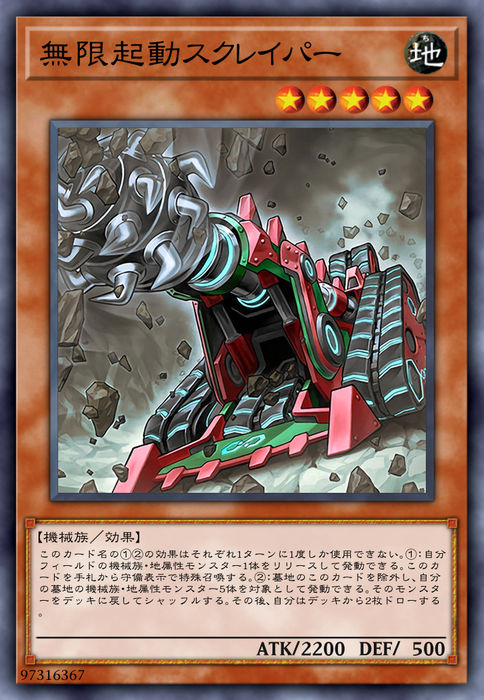 無限起動スクレイパー
ち
地
【機械族／効果】
このカード名の①②の効果はそれぞれ1ターンに1度しか使用できない。①:自分
フィールドの機械族・地属性モンスター1体をリリースして発動できる。このカ
ードを手札から守備表示で特殊召喚する。②:墓地のこのカードを除外し、自分
の墓地の機械族・地属性モンスター5体を対象として発動できる。そのモンスタ
ーをデッキに戻してシャッフルする。その後、自分はデッキから2枚ドローする
。
ATK/2200 DEF/ 500
97316367